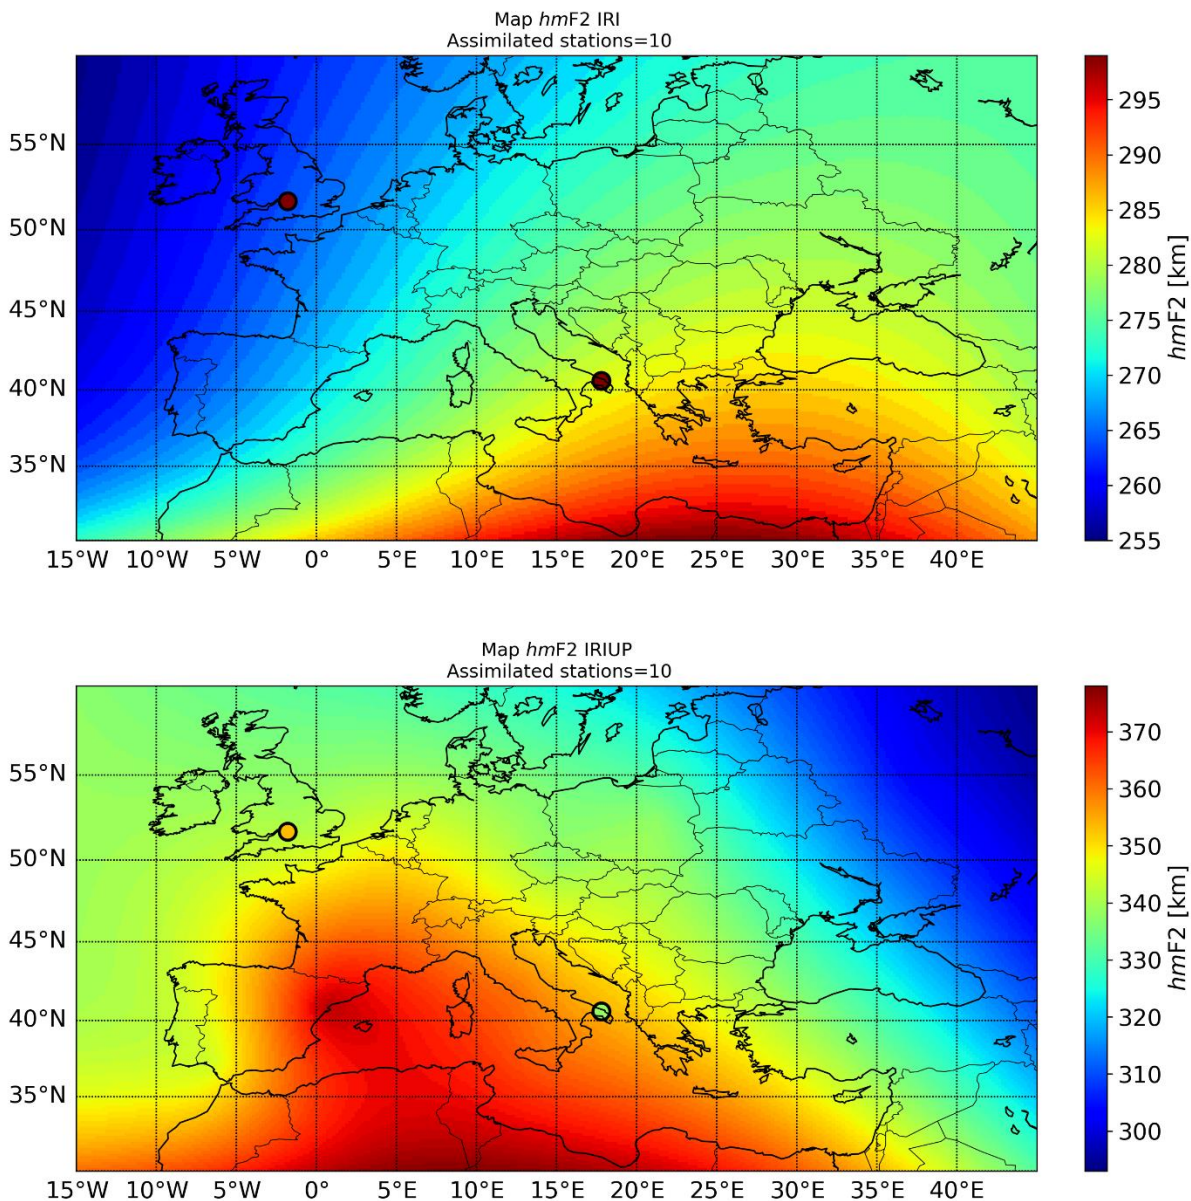 Map hmF2 IRI
Assimilated stations=10
55°N
50°N
45°N
40°N
35°N
15°W 10°W 5°W 0° 5°E 10°E 15°E 20°E 25°E 30°E 35°E 40°E
295
290
285
280
275
270
265
260
255
hmF2 [km]
Map hmF2 IRIUP
Assimilated stations=10
55°N
50°N
45°N
40°N
35°N
15°W 10°W 5°W 0° 5°E 10°E 15°E 20°E 25°E 30°E 35°E 40°E
370
360
350
340
330
320
310
300
hmF2 [km]